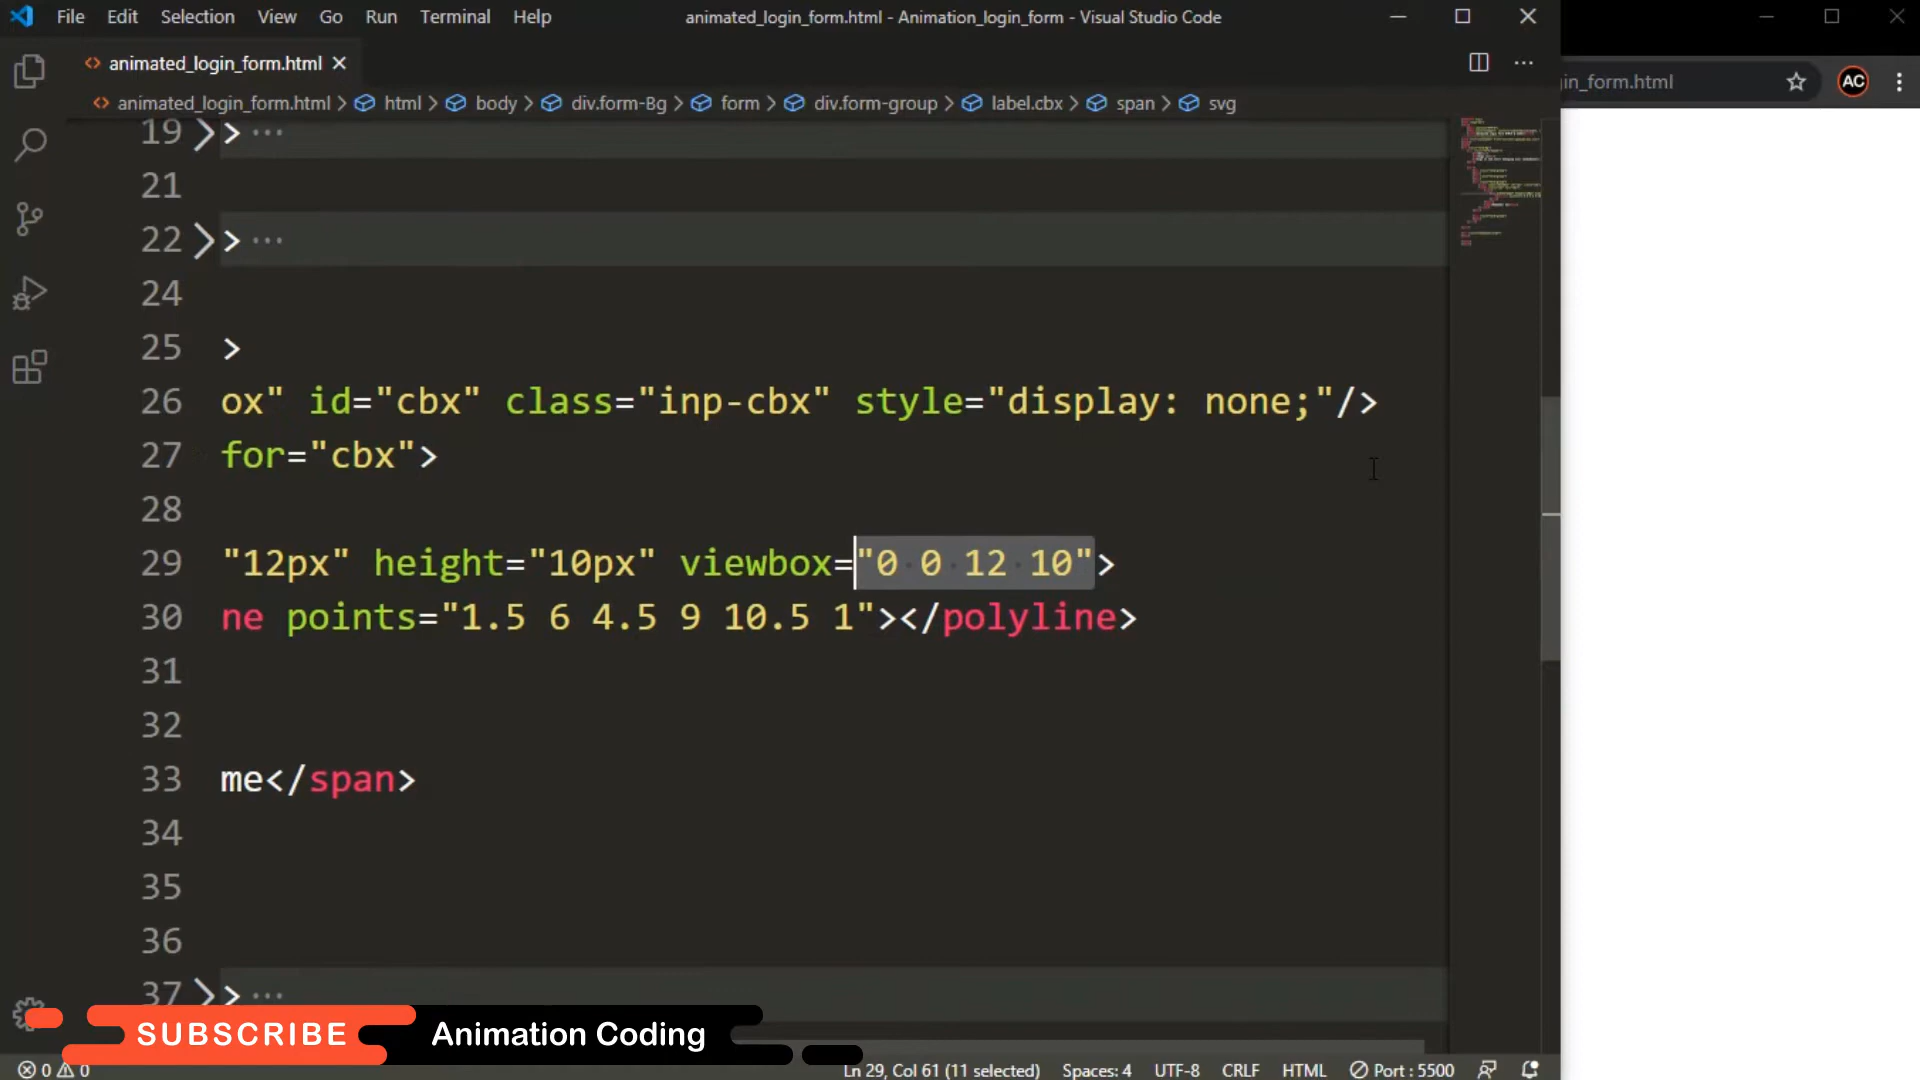 File Edit Selection View Go Run Terminal Help animated_login_form.html - Animation_login_form - Visual Studio Code
animated_login_form.html
in_form.html AC
animated_login_form.html > html > body > div.form-Bg > form > div.form-group > label.cbx > span > svg
19 > ...
21
22 > ...
24
25 >
26 ox" id="cbx" class="inp-cbx" style="display: none;"/>
27 for="cbx">
28
29 "12px" height="10px" viewbox="0 0 12 10">
30 ne points="1.5 6 4.5 9 10.5 1"></polyline>
31
32
33 me</span>
34
35
36
37 > ...
SUBSCRIBE Animation Coding
0 0 Ln 29, Col 61 (11 selected) Spaces: 4 UTF-8 CRLF HTML Port : 5500